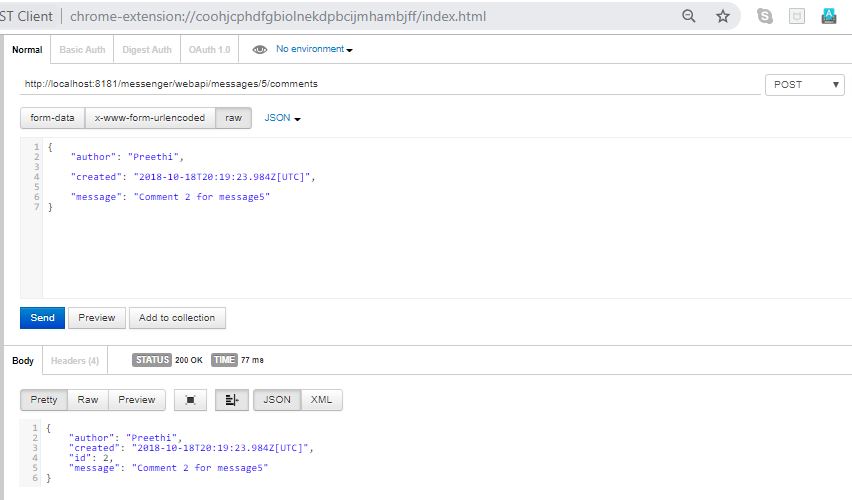 ST Client chrome-extension://coohjcphdfgbiolnekdpbcijmhambjff/index.html
Normal Basic Auth Digest Auth OAuth 1.0 No environment
http://localhost:8181/messenger/webapi/messages/5/comments POST
form-data x-www-form-urlencoded raw JSON
1 {
2 "author": "Preethi",
3
4 "created": "2018-10-18T20:19:23.984Z[UTC]",
5
6 "message": "Comment 2 for message5"
7 }
Send Preview Add to collection
Body Headers (4) STATUS 200 OK TIME 77 ms
Pretty Raw Preview JSON XML
1 {
2 "author": "Preethi",
3 "created": "2018-10-18T20:19:23.984Z[UTC]",
4 "id": 2,
5 "message": "Comment 2 for message5"
6 }